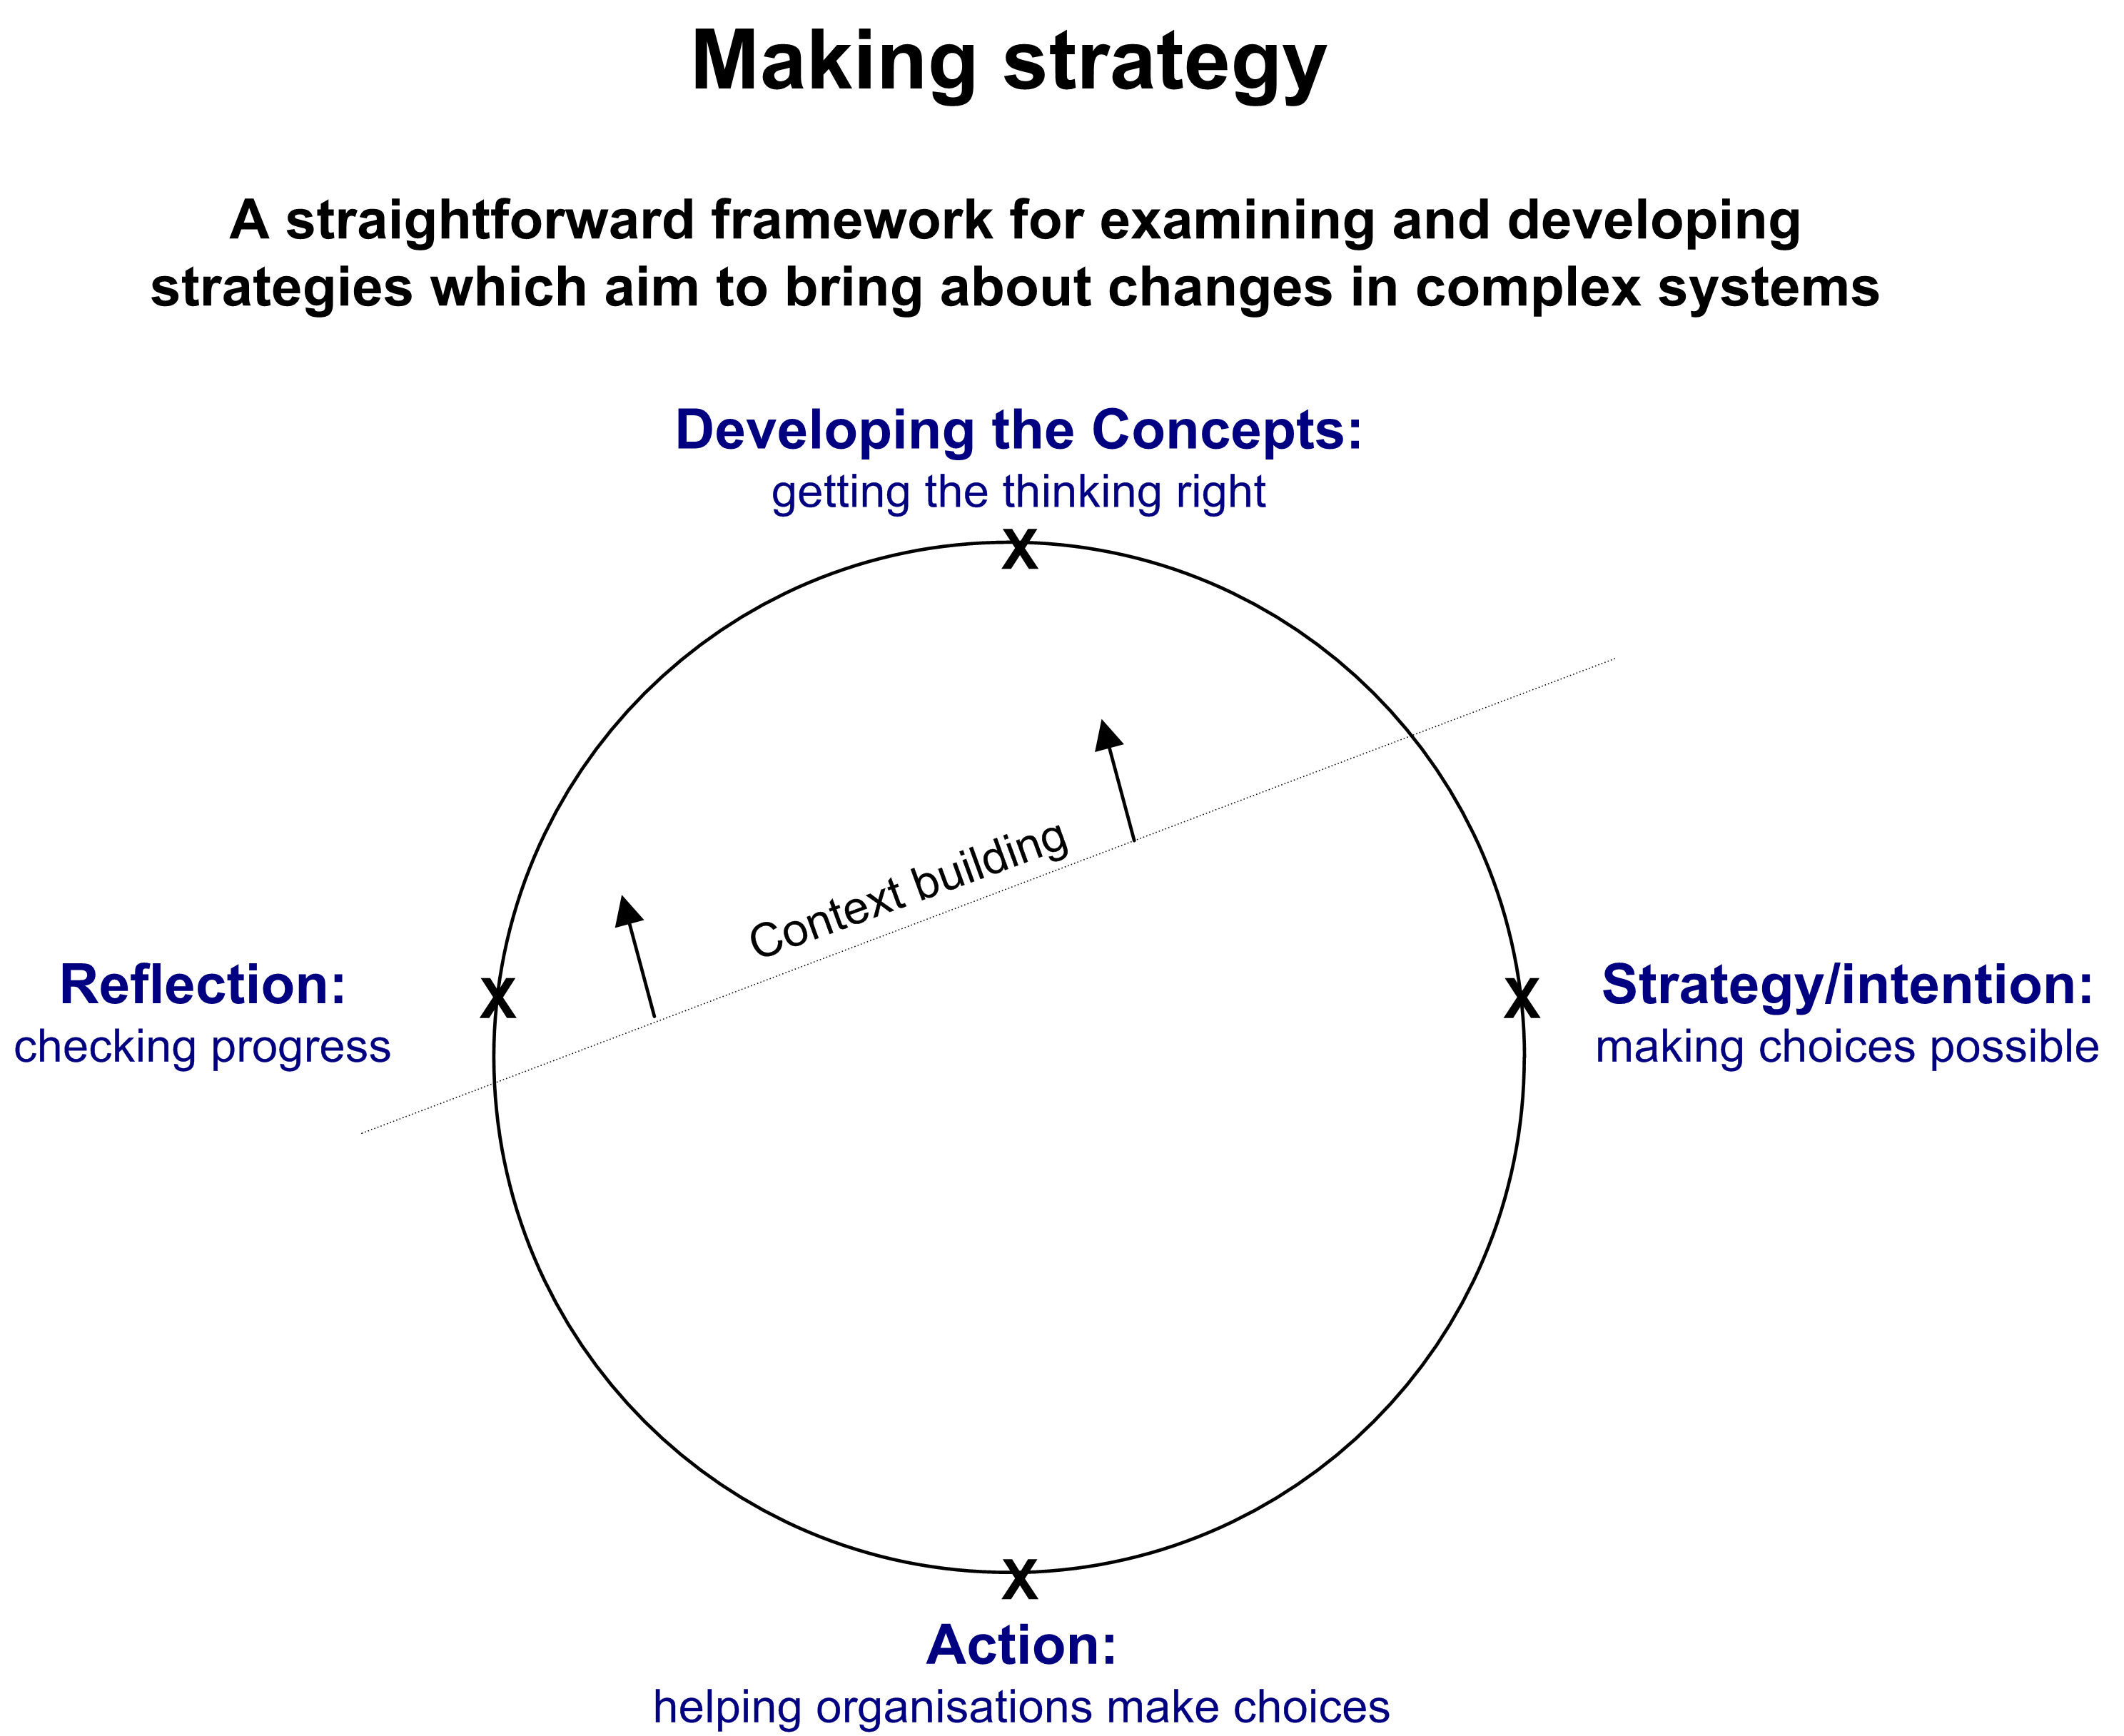 Making strategy
A straightforward framework for examining and developing
strategies which aim to bring about changes in complex systems
Developing the Concepts:
getting the thinking right
X
Context building
Reflection:
checking progress
X
X
Strategy/intention:
making choices possible
X
Action:
helping organisations make choices